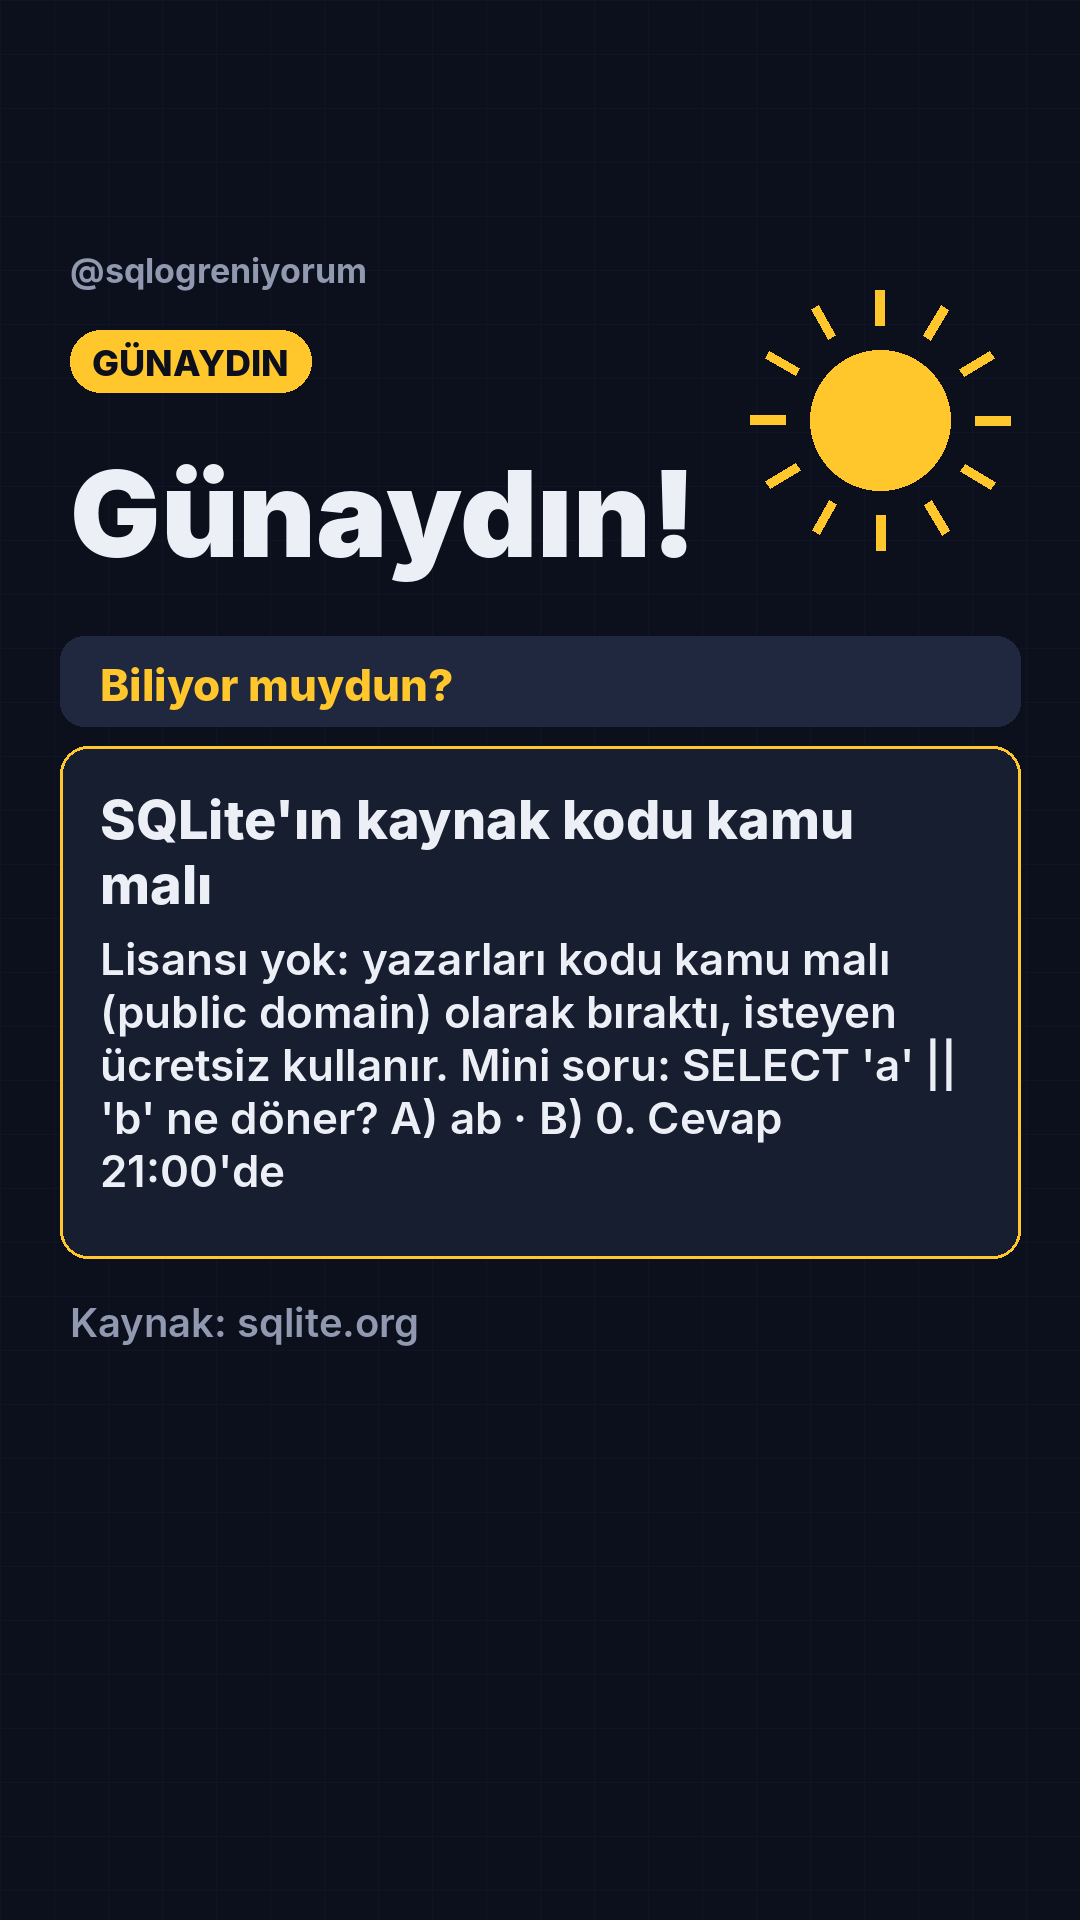 @sqlogreniyorum
GÜNAYDIN
Günaydın!
Biliyor muydun?
SQLite'ın kaynak kodu kamu
malı
Lisansı yok: yazarları kodu kamu malı
(public domain) olarak bıraktı, isteyen
ücretsiz kullanır. Mini soru: SELECT 'a' ||
'b' ne döner? A) ab · B) 0. Cevap
21:00'de
Kaynak: sqlite.org